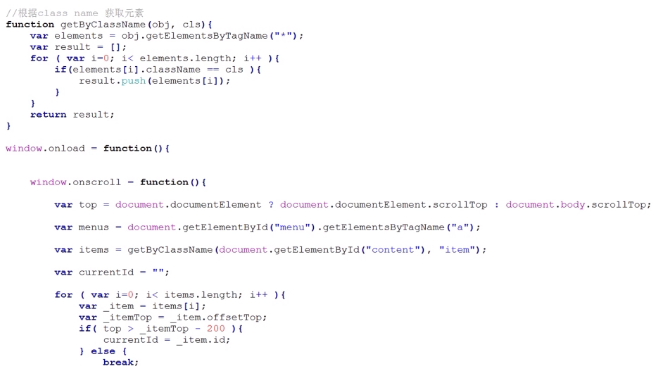 //根据class name 获取元素
function getByClassName(obj, cls){
var elements = obj.getElementsByTagName("*");
var result = [];
for ( var i=0; i< elements.length; i++ ){
if(elements[i].className == cls ){
result.push(elements[i]);
}
}
return result;
}
window.onload = function(){
window.onscroll = function(){
var top = document.documentElement ? document.documentElement.scrollTop : document.body.scrollTop;
var menus = document.getElementById("menu").getElementsByTagName("a");
var items = getByClassName(document.getElementById("content"), "item");
var currentId = "";
for ( var i=0; i< items.length; i++ ){
var _item = items[i];
var _itemTop = _item.offsetTop;
if( top > _itemTop - 200 ){
currentId = _item.id;
} else {
break;